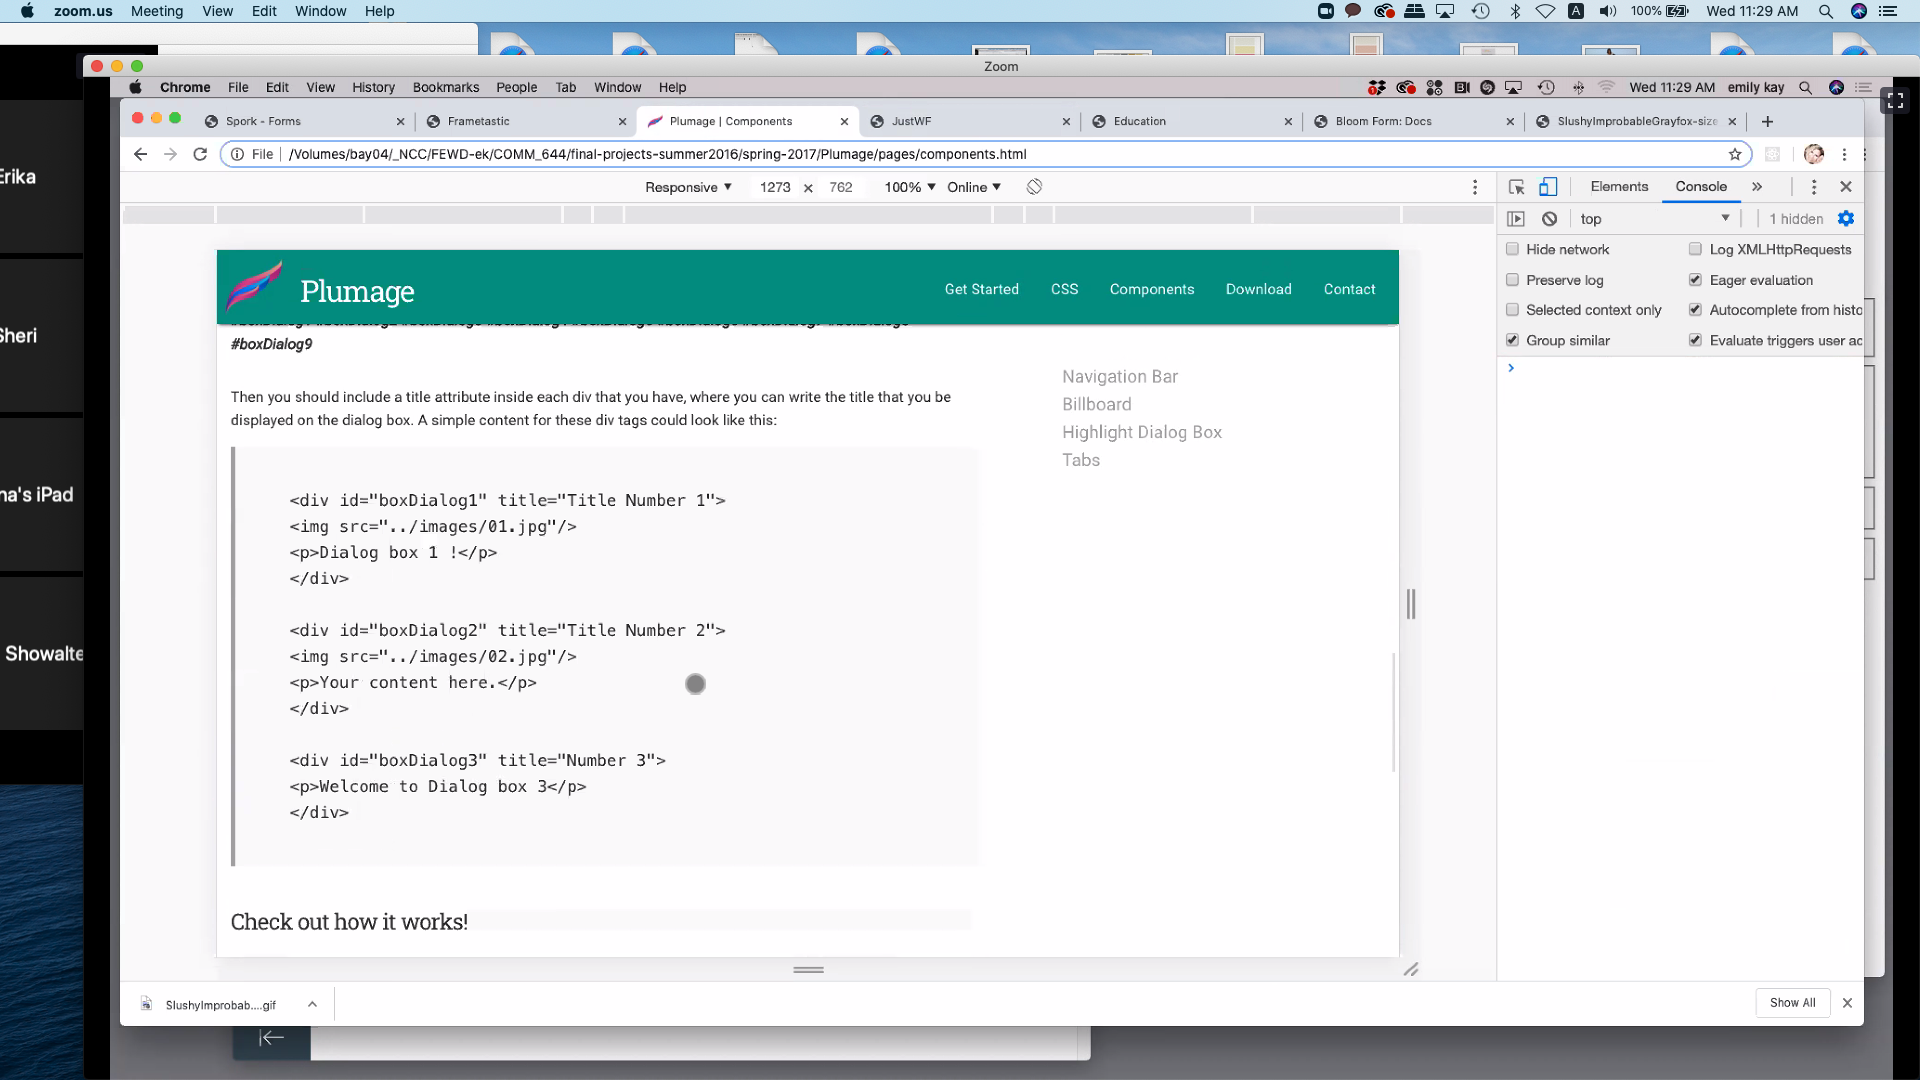 zoom.us Meeting View Edit Window Help
A 100% Wed 11:29 AM
Zoom
Chrome File Edit View History Bookmarks People Tab Window Help
Wed 11:29 AM emily kay
Spork - Forms
Frametastic
Plumage | Components
JustWF
Education
Bloom Form: Docs
SlushyImprobableGrayfox-size
File /Volumes/bay04/_NCC/FEWD-ek/COMM_644/final-projects-summer2016/spring-2017/Plumage/pages/components.html
Responsive 1273 × 762 100% Online
Elements Console
top 1 hidden
Hide network Log XMLHttpRequests
Preserve log Eager evaluation
Selected context only Autocomplete from histo
Group similar Evaluate triggers user ac
Erika
Sheri
na's iPad
Showalte
Plumage
Get Started CSS Components Download Contact
#boxDialog9
Then you should include a title attribute inside each div that you have, where you can write the title that you be
displayed on the dialog box. A simple content for these div tags could look like this:
<div id="boxDialog1" title="Title Number 1">
<img src="../images/01.jpg"/>
<p>Dialog box 1 !</p>
</div>
<div id="boxDialog2" title="Title Number 2">
<img src="../images/02.jpg"/>
<p>Your content here.</p>
</div>
<div id="boxDialog3" title="Number 3">
<p>Welcome to Dialog box 3</p>
</div>
Check out how it works!
Navigation Bar
Billboard
Highlight Dialog Box
Tabs
SlushyImprobab....gif
Show All